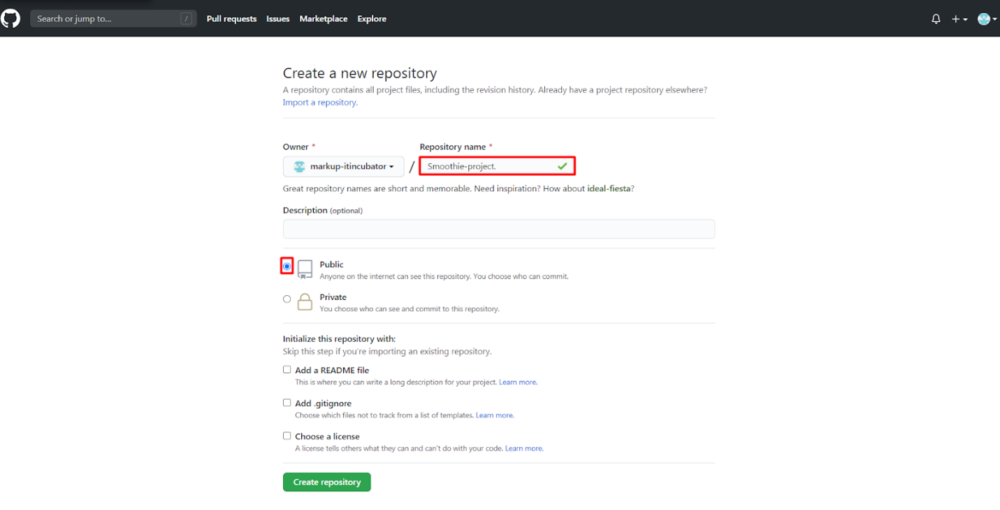 Search or jump to... /
Pull requests Issues Marketplace Explore
Create a new repository
A repository contains all project files, including the revision history. Already have a project repository elsewhere?
Import a repository.
Owner * Repository name *
markup-itincubator / Smoothie-project.
Great repository names are short and memorable. Need inspiration? How about ideal-fiesta?
Description (optional)
Public
Anyone on the internet can see this repository. You choose who can commit.
Private
You choose who can see and commit to this repository.
Initialize this repository with:
Skip this step if you're importing an existing repository.
Add a README file
This is where you can write a long description for your project. Learn more.
Add .gitignore
Choose which files not to track from a list of templates. Learn more.
Choose a license
A license tells others what they can and can't do with your code. Learn more.
Create repository